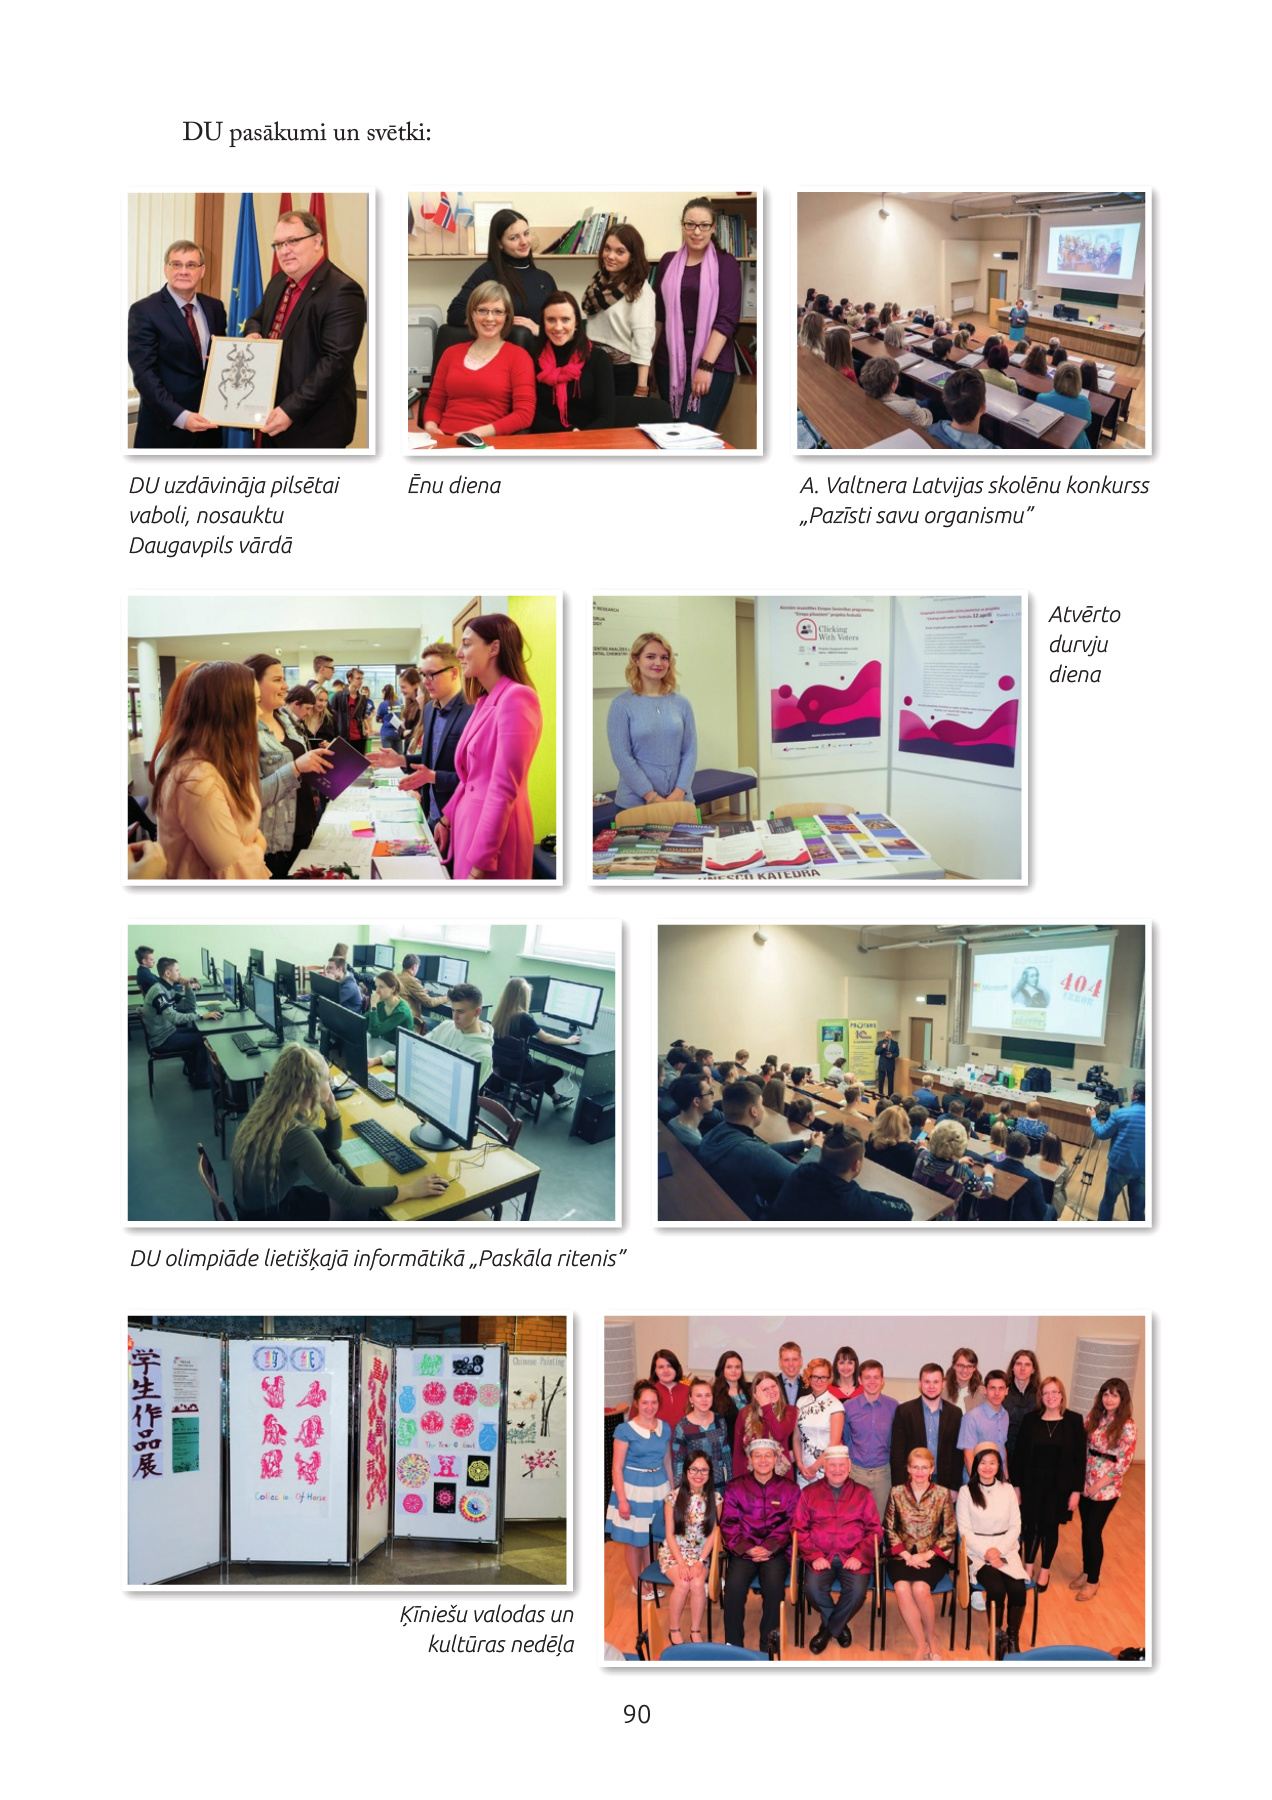 DU pasākumi un svētki:
DU uzdāvināja pilsētai
vaboli, nosauktu
Daugavpils vārdā
Ēnu diena
A. Valtnera Latvijas skolēnu konkurss
„Pazīsti savu organismu”
Clicking
With Voters
UNESCO KATEDRA
Atvērto
durvju
diena
404
DU olimpiāde lietišķajā informātikā „Paskāla ritenis”
学生作品展
Collection Of Horse
Chinese Painting
Ķīniešu valodas un
kultūras nedēļa
90